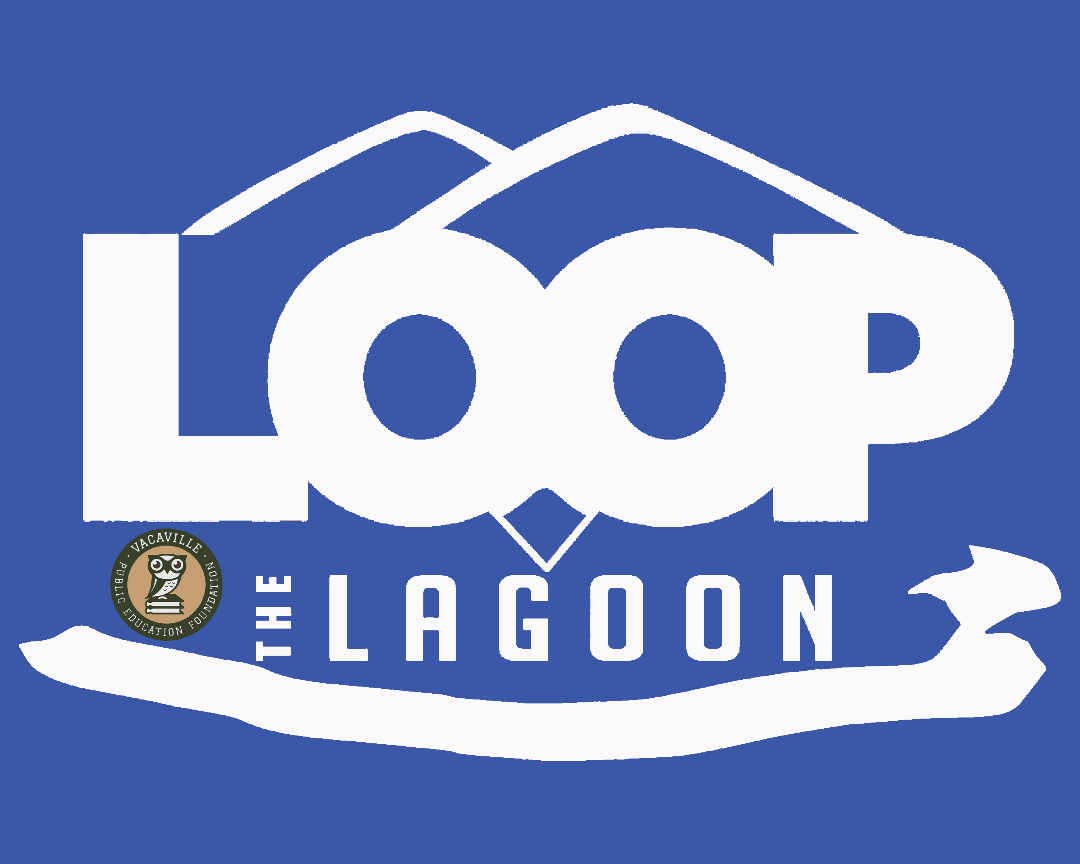 LOOP
THE LAGOON
VACAVILLE
PUBLIC EDUCATION FOUNDATION